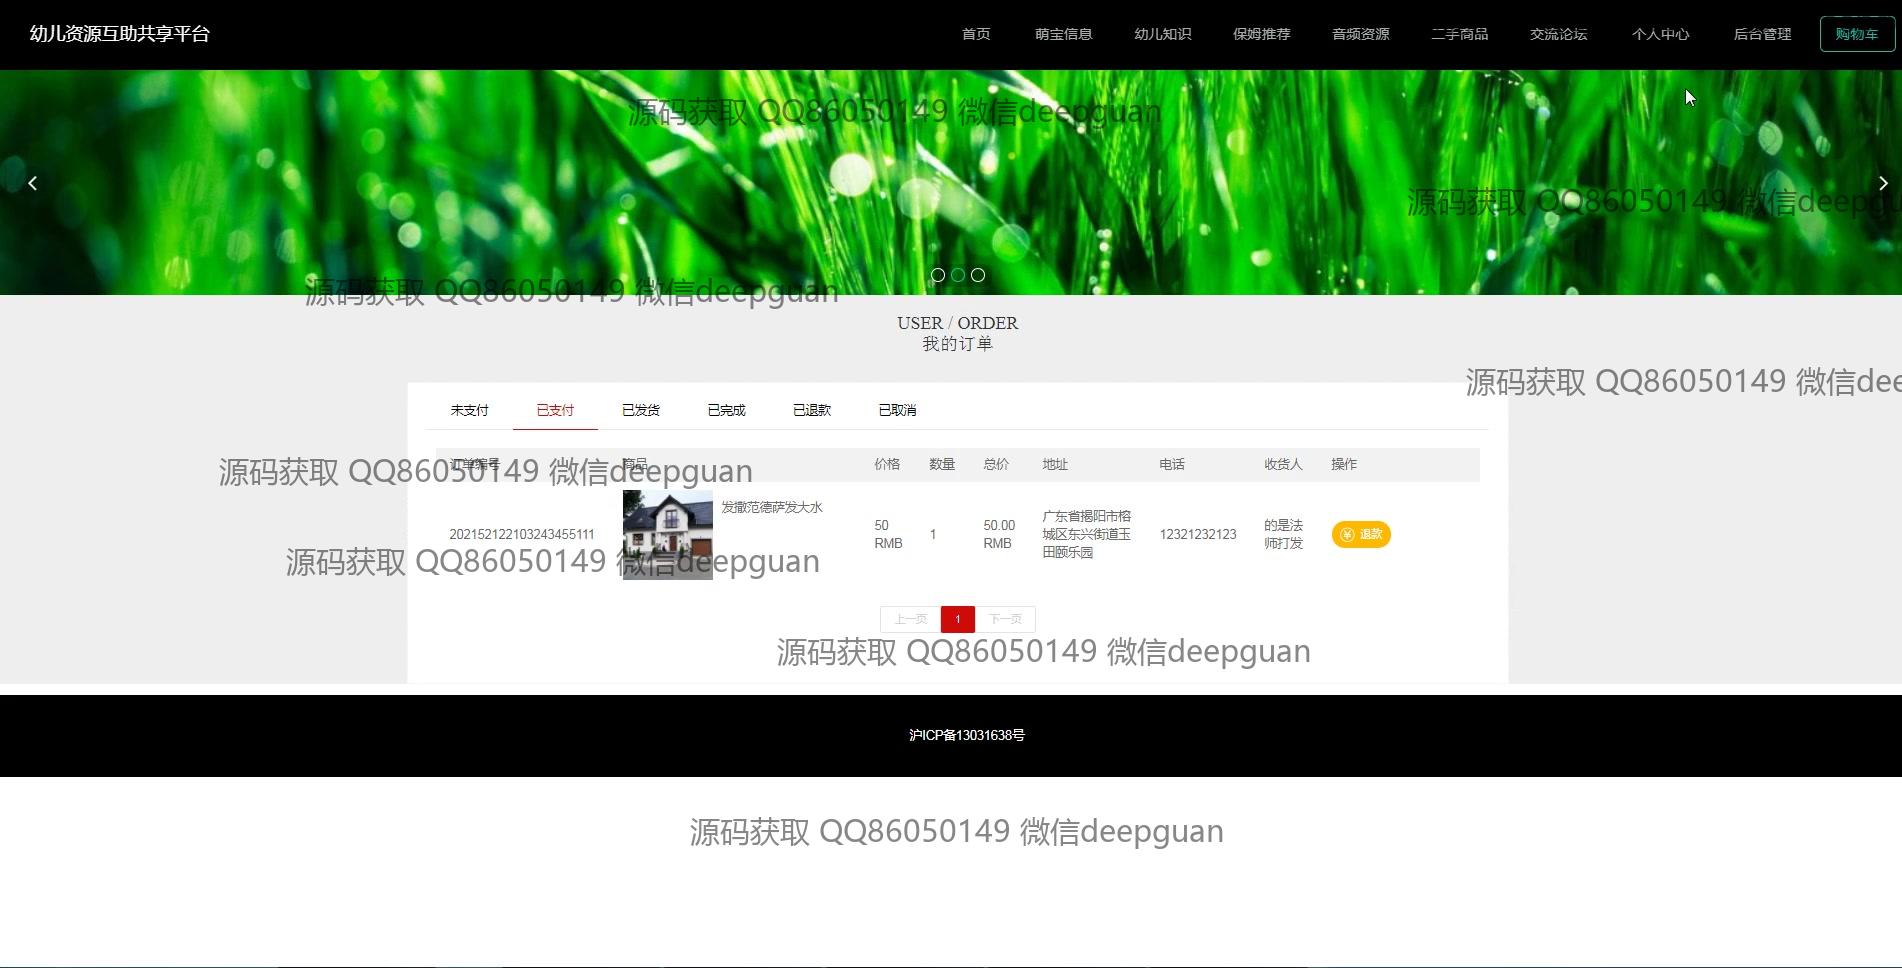 幼儿资源互助共享平台
首页 萌宝信息 幼儿知识 保姆推荐 音频资源 二手商品 交流论坛 个人中心 后台管理 购物车
源码获取 QQ86050149 微信deepguan
源码获取 QQ86050149 微信deepgu
源码获取 QQ86050149 微信deepguan
USER / ORDER
我的订单
源码获取 QQ86050149 微信dee
未支付 已支付 已发货 已完成 已退款 已取消
订单编号 商品 价格 数量 总价 地址 电话 收货人 操作
源码获取 QQ86050149 微信deepguan
发撒范德萨发大水
202152122103243455111
50
RMB
1
50.00
RMB
广东省揭阳市榕
城区东兴街道玉
田颐乐园
12321232123
的是法
师打发
退款
源码获取 QQ86050149 微信deepguan
上一页 1 下一页
源码获取 QQ86050149 微信deepguan
沪ICP备13031638号
源码获取 QQ86050149 微信deepguan